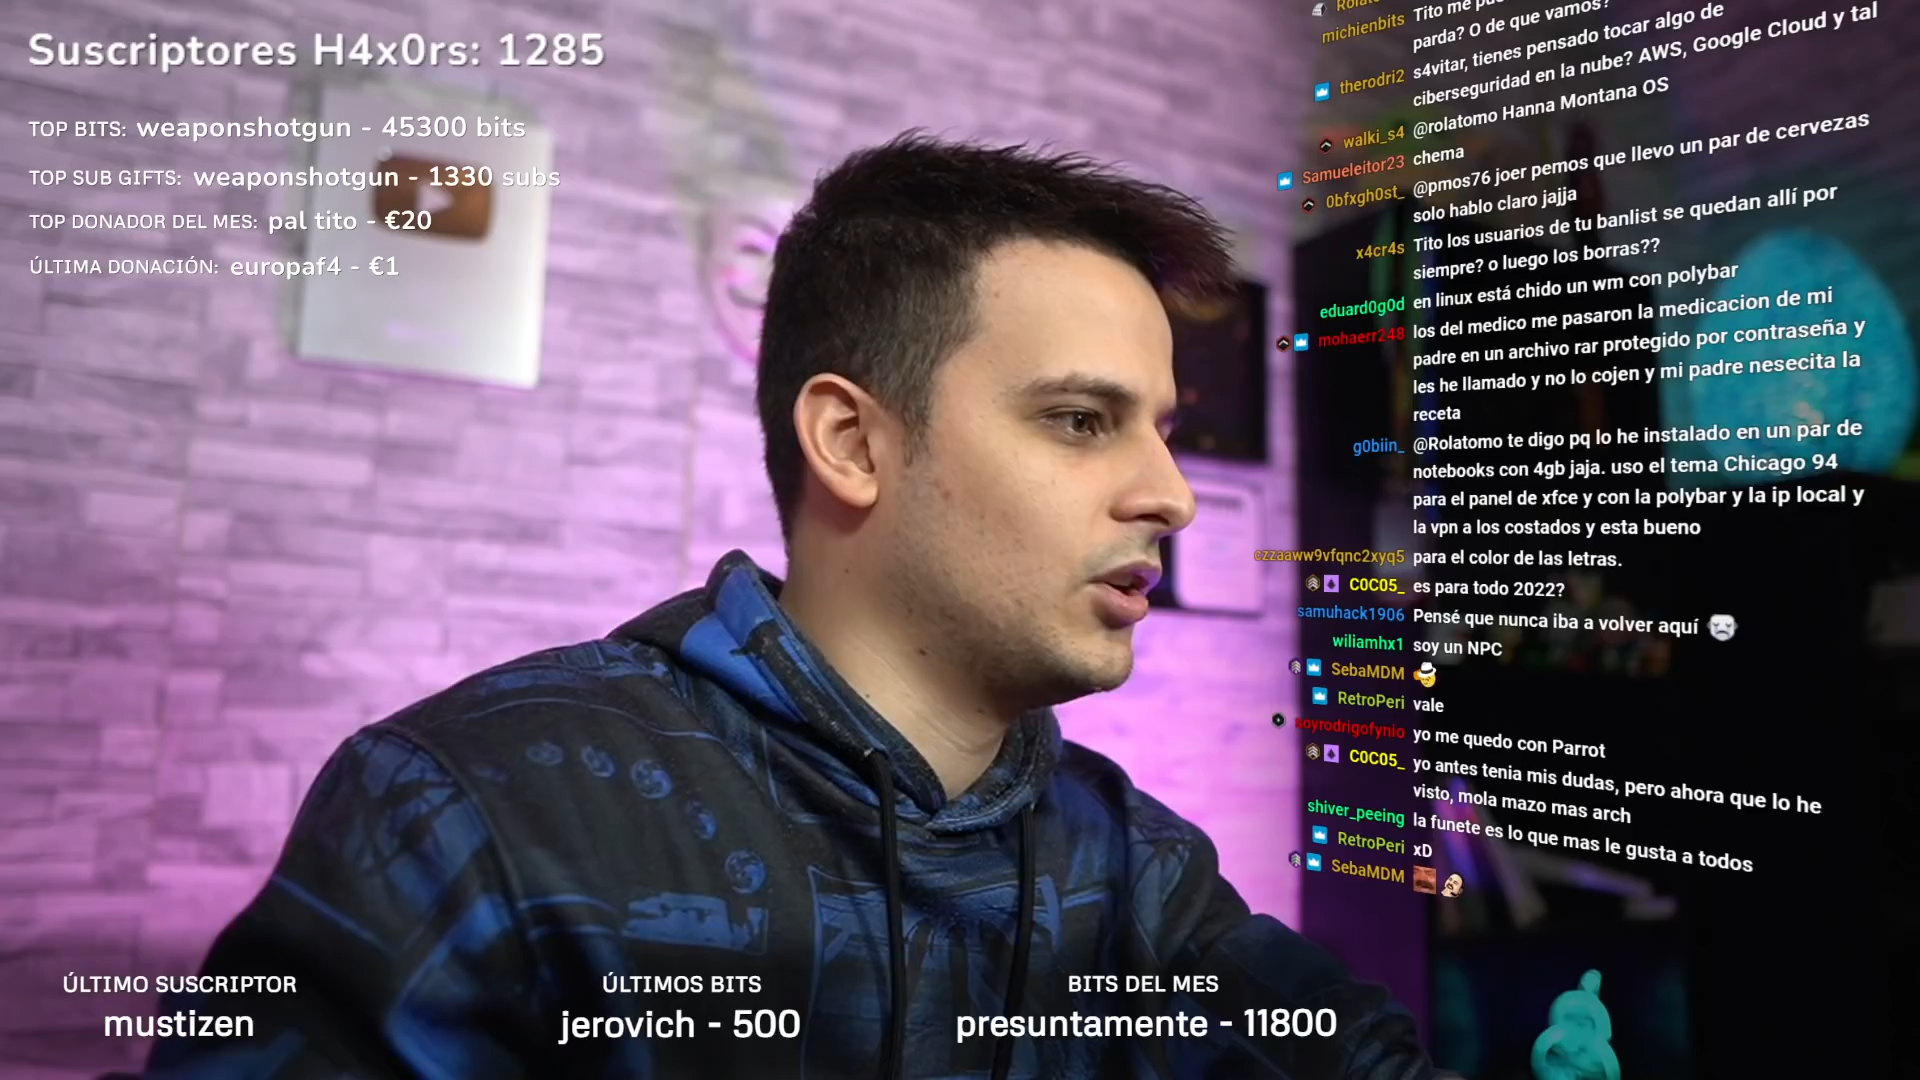 Suscriptores H4x0rs: 1285
TOP BITS: weaponshotgun - 45300 bits
TOP SUB GIFTS: weaponshotgun - 1330 subs
TOP DONADOR DEL MES: pal tito - €20
ÚLTIMA DONACIÓN: europaf4 - €1
michienbits Tito me
parda? O de que vamos?
therodri2 s4vitar, tienes pensado tocar algo de
ciberseguridad en la nube? AWS, Google Cloud y tal
walki_s4 @rolatomo Hanna Montana OS
Samueleitor23 chema
0bfxgh0st_ @pmos76 joer pemos que llevo un par de cervezas
solo hablo claro jajja
x4cr4s Tito los usuarios de tu banlist se quedan allí por
siempre? o luego los borras??
eduard0g0d en linux está chido un wm con polybar
mohaerr248 los del medico me pasaron la medicacion de mi
padre en un archivo rar protegido por contraseña y
les he llamado y no lo cojen y mi padre nesecita la
receta
g0biin_ @Rolatomo te digo pq lo he instalado en un par de
notebooks con 4gb jaja. uso el tema Chicago 94
para el panel de xfce y con la polybar y la ip local y
la vpn a los costados y esta bueno
czzaaww9vfqnc2xyq5 para el color de las letras.
C0C05_ es para todo 2022?
samuhack1906 Pensé que nunca iba a volver aquí
wiliamhx1 soy un NPC
SebaMDM
RetroPeri vale
soyrodrigofynio yo me quedo con Parrot
C0C05_ yo antes tenia mis dudas, pero ahora que lo he
visto, mola mazo mas arch
shiver_peeing la funete es lo que mas le gusta a todos
RetroPeri xD
SebaMDM
ÚLTIMO SUSCRIPTOR
mustizen
ÚLTIMOS BITS
jerovich - 500
BITS DEL MES
presuntamente - 11800